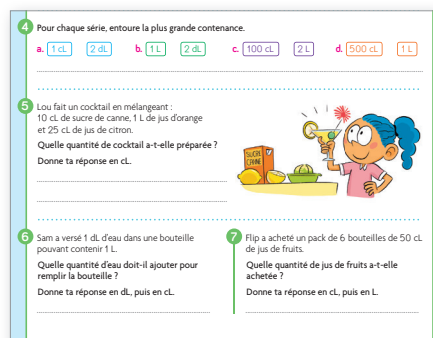 4 Pour chaque série, entoure la plus grande contenance.
a. 1 cL 2 dL b. 1 L 2 dL c. 100 cL 2 L d. 500 cL 1 L
5 Lou fait un cocktail en mélangeant :
10 cL de sucre de canne, 1 L de jus d'orange
et 25 cL de jus de citron.
Quelle quantité de cocktail a-t-elle préparée ?
Donne ta réponse en cL.
SUCRE
CANNE
6 Sam a versé 1 dL d'eau dans une bouteille
pouvant contenir 1 L.
Quelle quantité d'eau doit-il ajouter pour
remplir la bouteille ?
Donne ta réponse en dL, puis en cL.
7 Flip a acheté un pack de 6 bouteilles de 50 cL
de jus de fruits.
Quelle quantité de jus de fruits a-t-elle
achetée ?
Donne ta réponse en cL, puis en L.